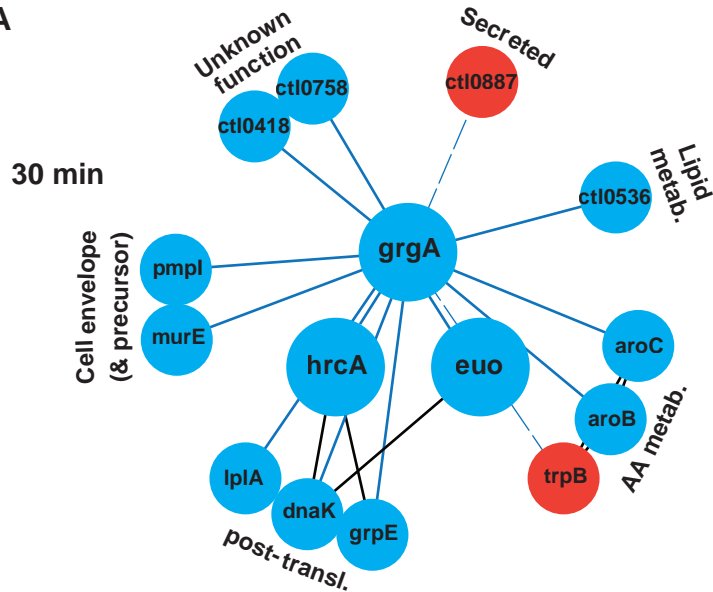 A
Unknown
function
Secreted
ctl0758
ctl0887
ctl0418
30 min
Lipid
metab.
ctl0536
grgA
Cell envelope
(& precursor)
pmpI
murE
hrcA
euo
aroC
aroB
AA metab.
lplA
trpB
dnaK
grpE
post-transl.